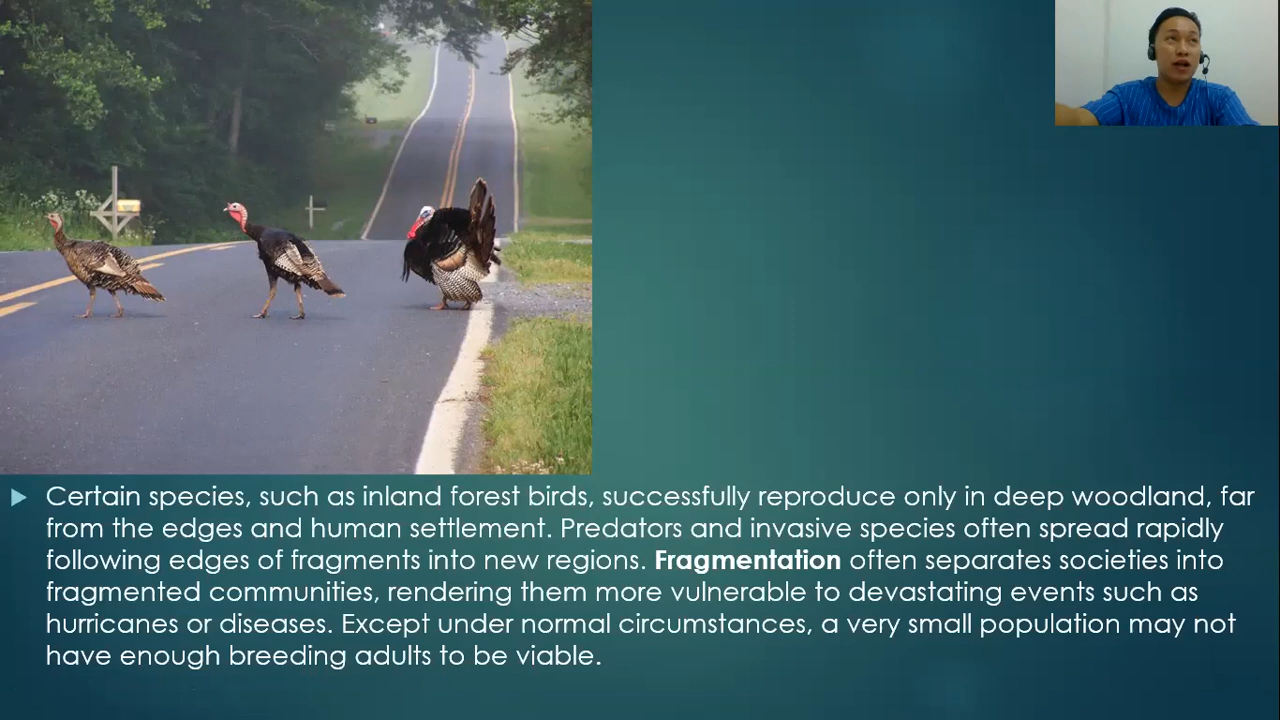 Certain species, such as inland forest birds, successfully reproduce only in deep woodland, far
from the edges and human settlement. Predators and invasive species often spread rapidly
following edges of fragments into new regions. Fragmentation often separates societies into
fragmented communities, rendering them more vulnerable to devastating events such as
hurricanes or diseases. Except under normal circumstances, a very small population may not
have enough breeding adults to be viable.